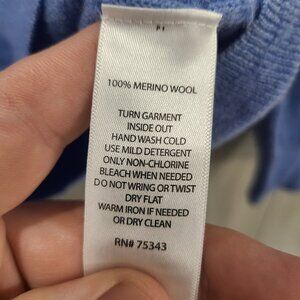 100% MERINO WOOL
TURN GARMENT
INSIDE OUT
HAND WASH COLD
USE MILD DETERGENT
ONLY NON-CHLORINE
BLEACH WHEN NEEDED
DO NOT WRING OR TWIST
DRY FLAT
WARM IRON IF NEEDED
OR DRY CLEAN
RN# 75343